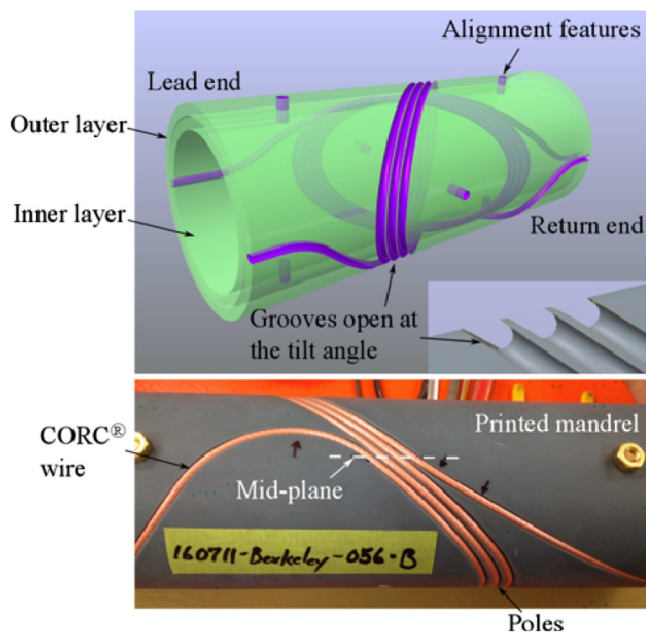 Alignment features
Lead end
Outer layer
Inner layer
Return end
Grooves open at
the tilt angle
CORC®
wire
Printed mandrel
Mid-plane
160711-Berkeley-056-B
Poles